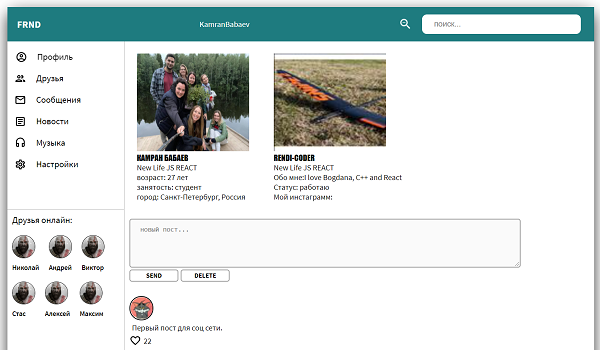 FRND
KamranBabaev
поиск...
Профиль
Друзья
Сообщения
Новости
Музыка
Настройки
КАМРАН БАБАЕВ
New Life JS REACT
возраст: 27 лет
занятость: студент
город: Санкт-Петербург, Россия
RENDI-CODER
New Life JS REACT
Обо мне:I love Bogdana, C++ and React
Статус: работаю
Мой инстаграмм:
Друзья онлайн:
Николай Андрей Виктор
Стас Алексей Максим
новый пост...
SEND DELETE
Первый пост для соц сети.
22